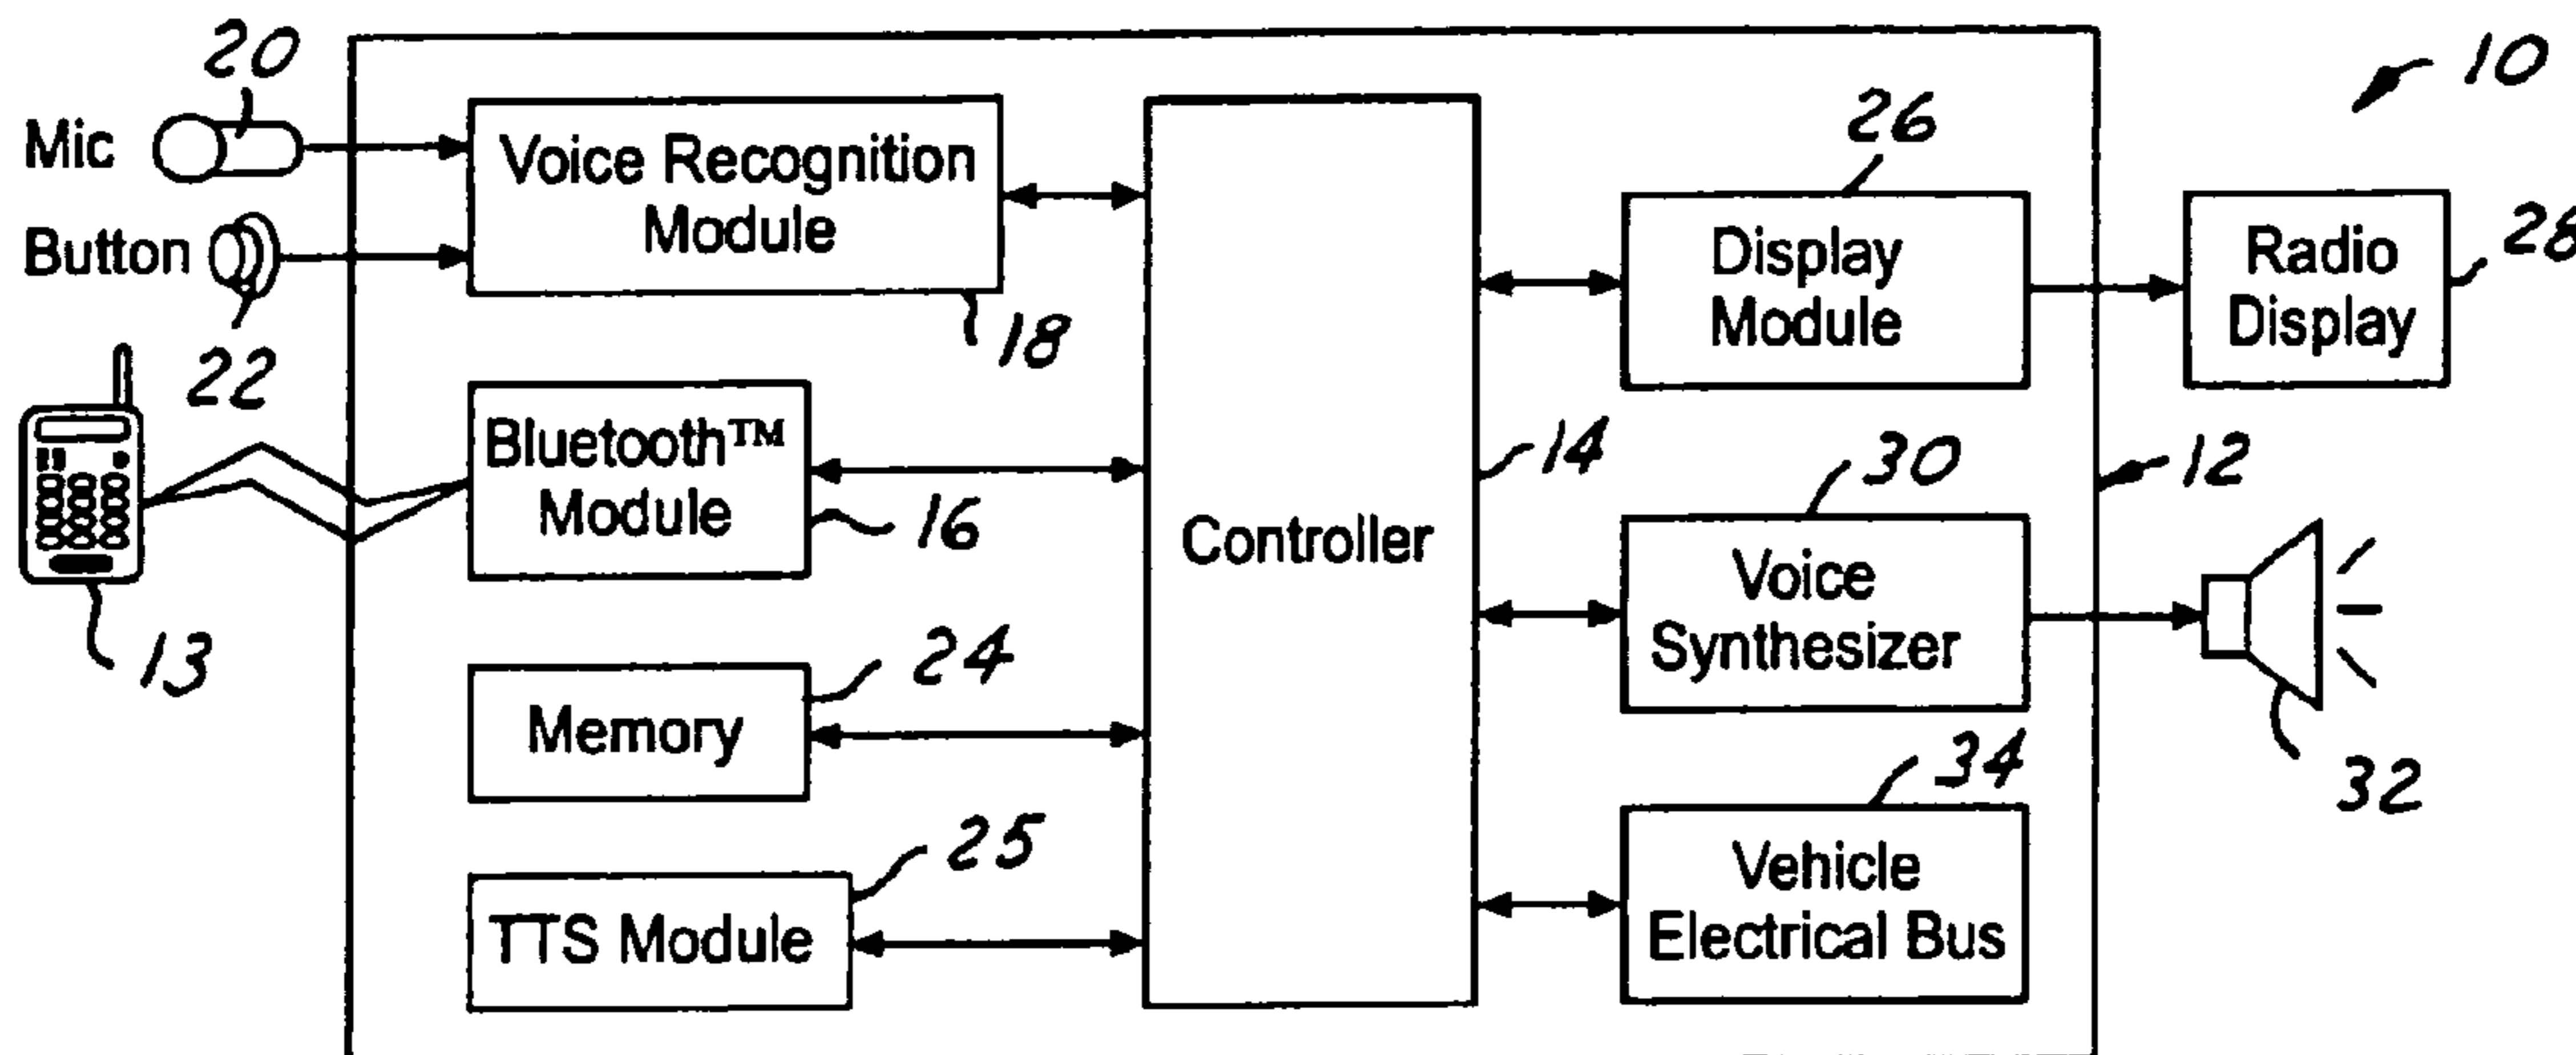 20
10
Mic
Voice Recognition
Module
26
Button
Display
Module
Radio
Display
28
22
18
Bluetooth™
Module
16
14
30
12
Controller
Voice
Synthesizer
13
24
Memory
32
34
25
TTS Module
Vehicle
Electrical Bus